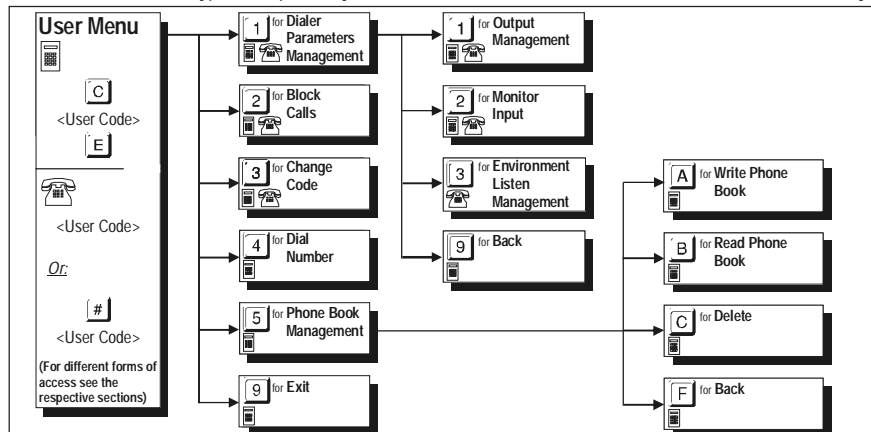 User Menu
C
<User Code>
E
<User Code>
Or:
#
<User Code>
(For different forms of
access see the
respective sections)
1 for Dialer
Parameters
Management
2 for Block
Calls
3 for Change
Code
4 for Dial
Number
5 for Phone Book
Management
9 for Exit
1 for Output
Management
2 for Monitor
Input
3 for Environment
Listen
Management
9 for Back
A for Write Phone
Book
B for Read Phone
Book
C for Delete
F for Back